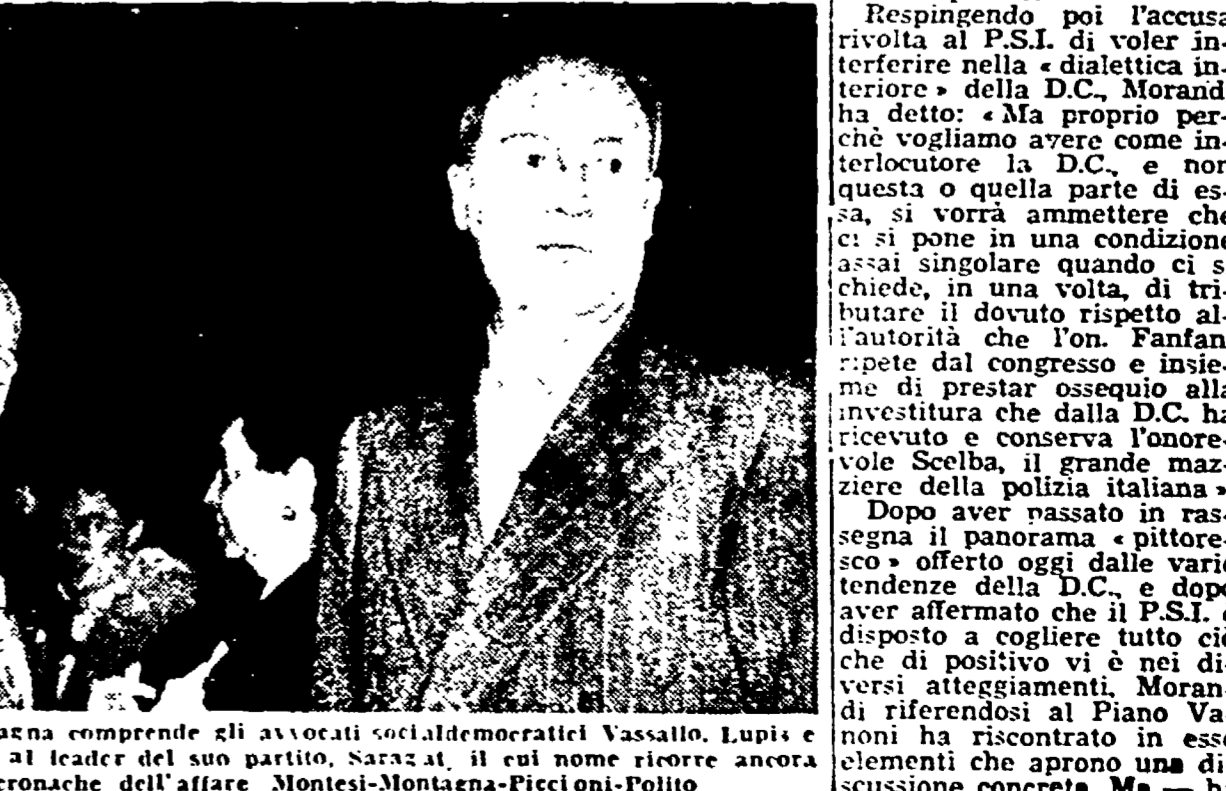 agna comprende gli avvocati socialdemocratici Vassallo, Lupis e
al leader del suo partito, Saragat, il cui nome ricorre ancora
cronache dell'affare Montesi-Montagna-Piccioni-Polito
Respingendo poi l'accusa
rivolta al P.S.I. di voler in-
terferire nella « dialettica in-
teriore » della D.C., Morand
ha detto: « Ma proprio per-
chè vogliamo avere come in-
terlocutore la D.C., e non
questa o quella parte di es-
sa, si vorrà ammettere che
ci si pone in una condizione
assai singolare quando ci s
chiede, in una volta, di tri-
butare il dovuto rispetto al-
l'autorità che l'on. Fanfan
ripete dal congresso e insie-
me di prestar ossequio alla
investitura che dalla D.C. ha
ricevuto e conserva l'onore-
vole Scelba, il grande maz-
ziere della polizia italiana »
Dopo aver passato in ras-
segna il panorama « pittore-
sco » offerto oggi dalle varie
tendenze della D.C., e dopo
aver affermato che il P.S.I.
disposto a cogliere tutto ciò
che di positivo vi è nei di-
versi atteggiamenti, Moran-
di riferendosi al Piano Va-
noni ha riscontrato in esso
elementi che aprono una di-
scussione concreta. Ma — h